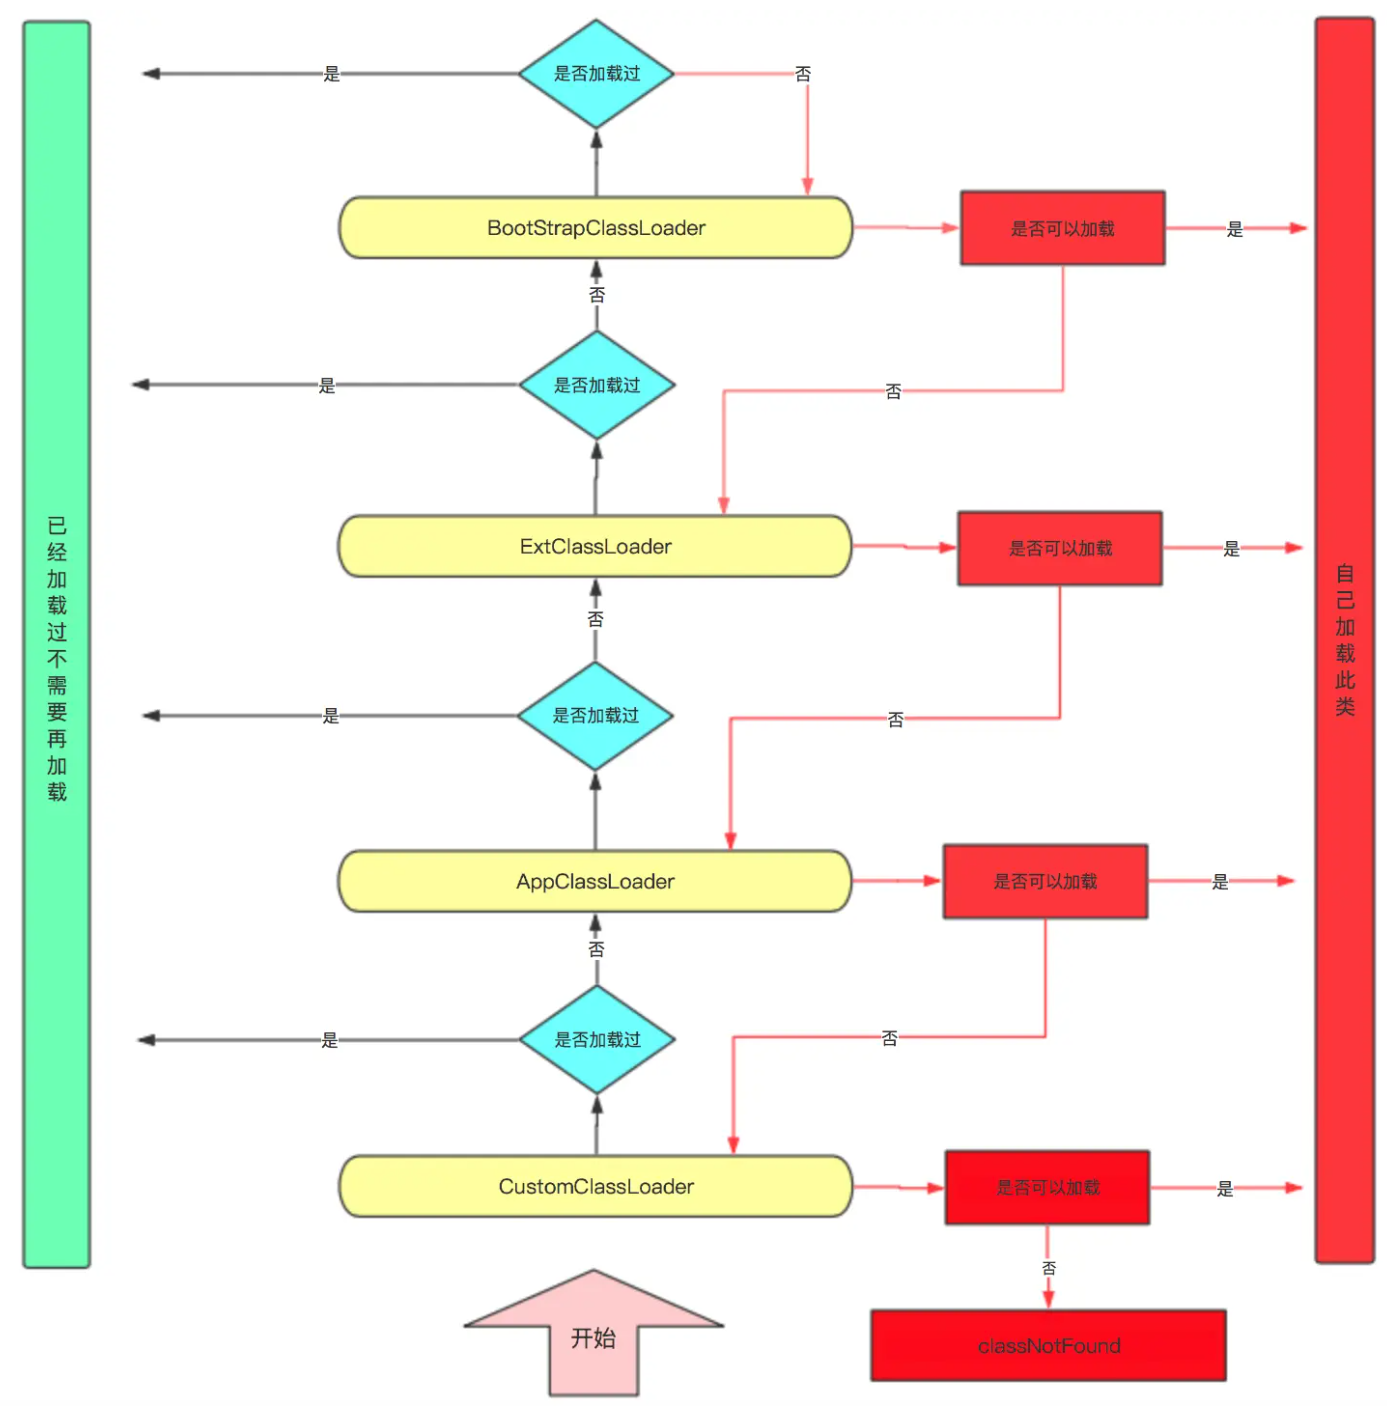 是
是否加载过
否
BootStrapClassLoader
是否可以加载
是
否
是
是否加载过
否
ExtClassLoader
是否可以加载
是
否
是
是否加载过
否
AppClassLoader
是否可以加载
是
否
是
是否加载过
否
CustomClassLoader
是否可以加载
是
否
classNotFound
开始
已经加载过不需要再加载
自己加载此类